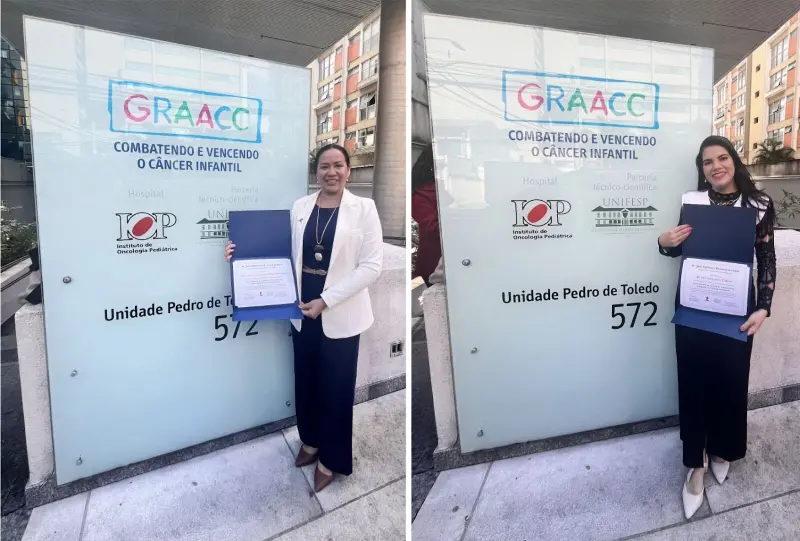 GRAACC
COMBATENDO E VENCENDO
O CÂNCER INFANTIL
Hospital
Parceria
Técnico-Científica
IOP
Instituto de
Oncologia Pediátrica
Unidade Pedro de
572
GRAACC
COMBATENDO E VENCENDO
O CÂNCER INFANTIL
Hospital
Parceria
Técnico-Científica
IOP
Instituto de
Oncologia Pediátrica
UNIFESP
Unidade Pedro de Toledo
572